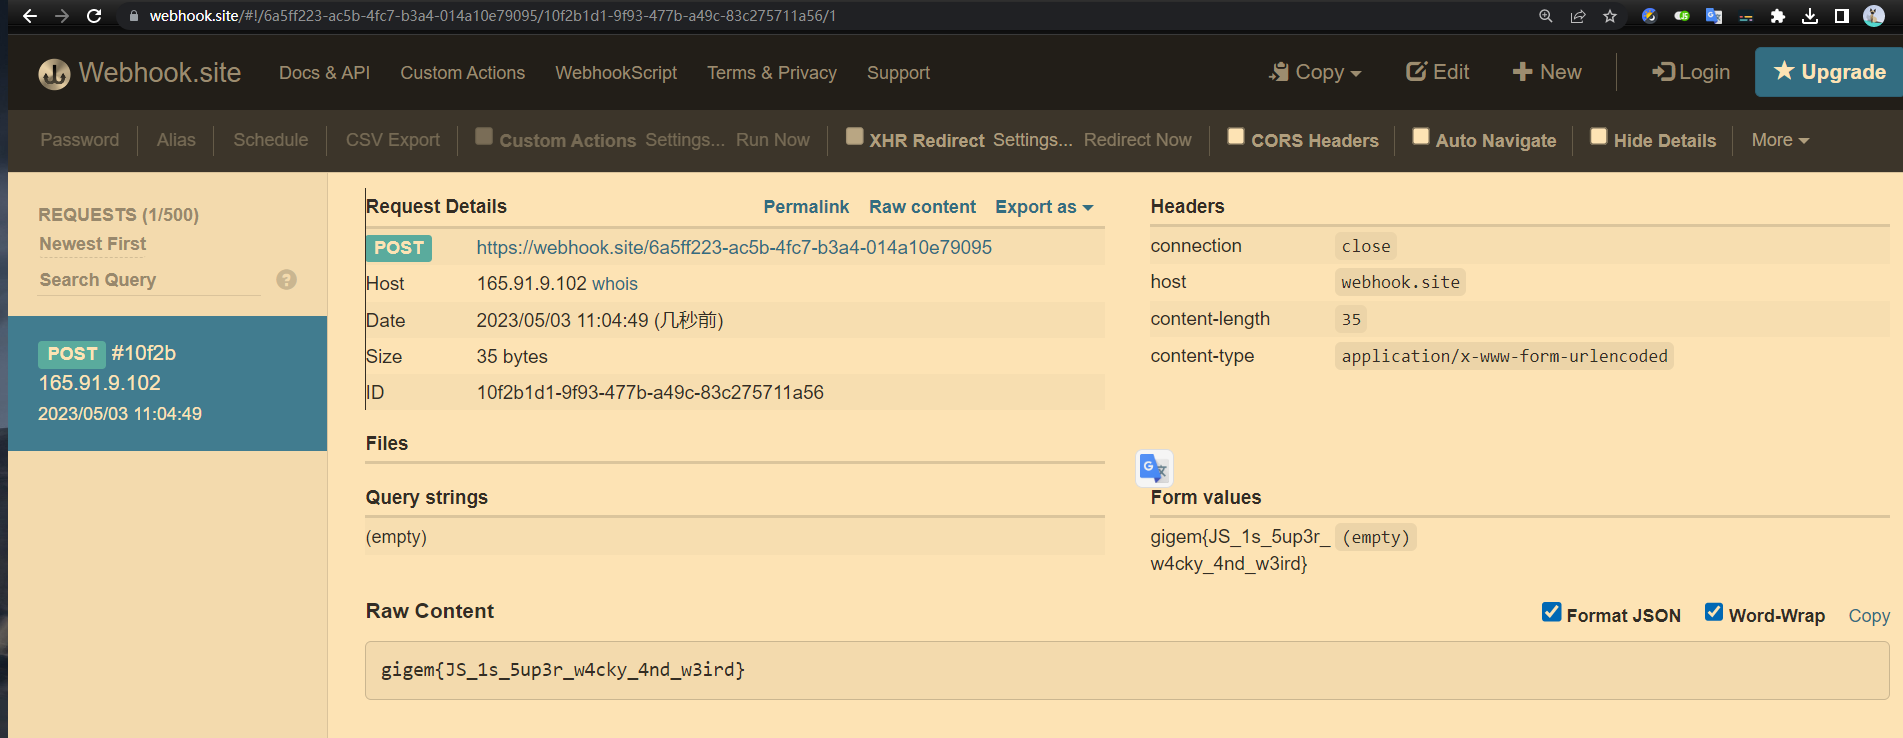 webhook.site/#!/6a5ff223-ac5b-4fc7-b3a4-014a10e79095/10f2b1d1-9f93-477b-a49c-83c275711a56/1
Webhook.site Docs & API Custom Actions WebhookScript Terms & Privacy Support Copy Edit New Login Upgrade
Password Alias Schedule CSV Export Custom Actions Settings... Run Now XHR Redirect Settings... Redirect Now CORS Headers Auto Navigate Hide Details More
REQUESTS (1/500)
Newest First
Search Query ?
POST #10f2b
165.91.9.102
2023/05/03 11:04:49
Request Details Permalink Raw content Export as
POST https://webhook.site/6a5ff223-ac5b-4fc7-b3a4-014a10e79095
Host 165.91.9.102 whois
Date 2023/05/03 11:04:49 (几秒前)
Size 35 bytes
ID 10f2b1d1-9f93-477b-a49c-83c275711a56
Headers
connection close
host webhook.site
content-length 35
content-type application/x-www-form-urlencoded
Files
Query strings
(empty)
G 文
Form values
gigem{JS_1s_5up3r_ (empty)
w4cky_4nd_w3ird}
Raw Content Format JSON Word-Wrap Copy
gigem{JS_1s_5up3r_w4cky_4nd_w3ird}